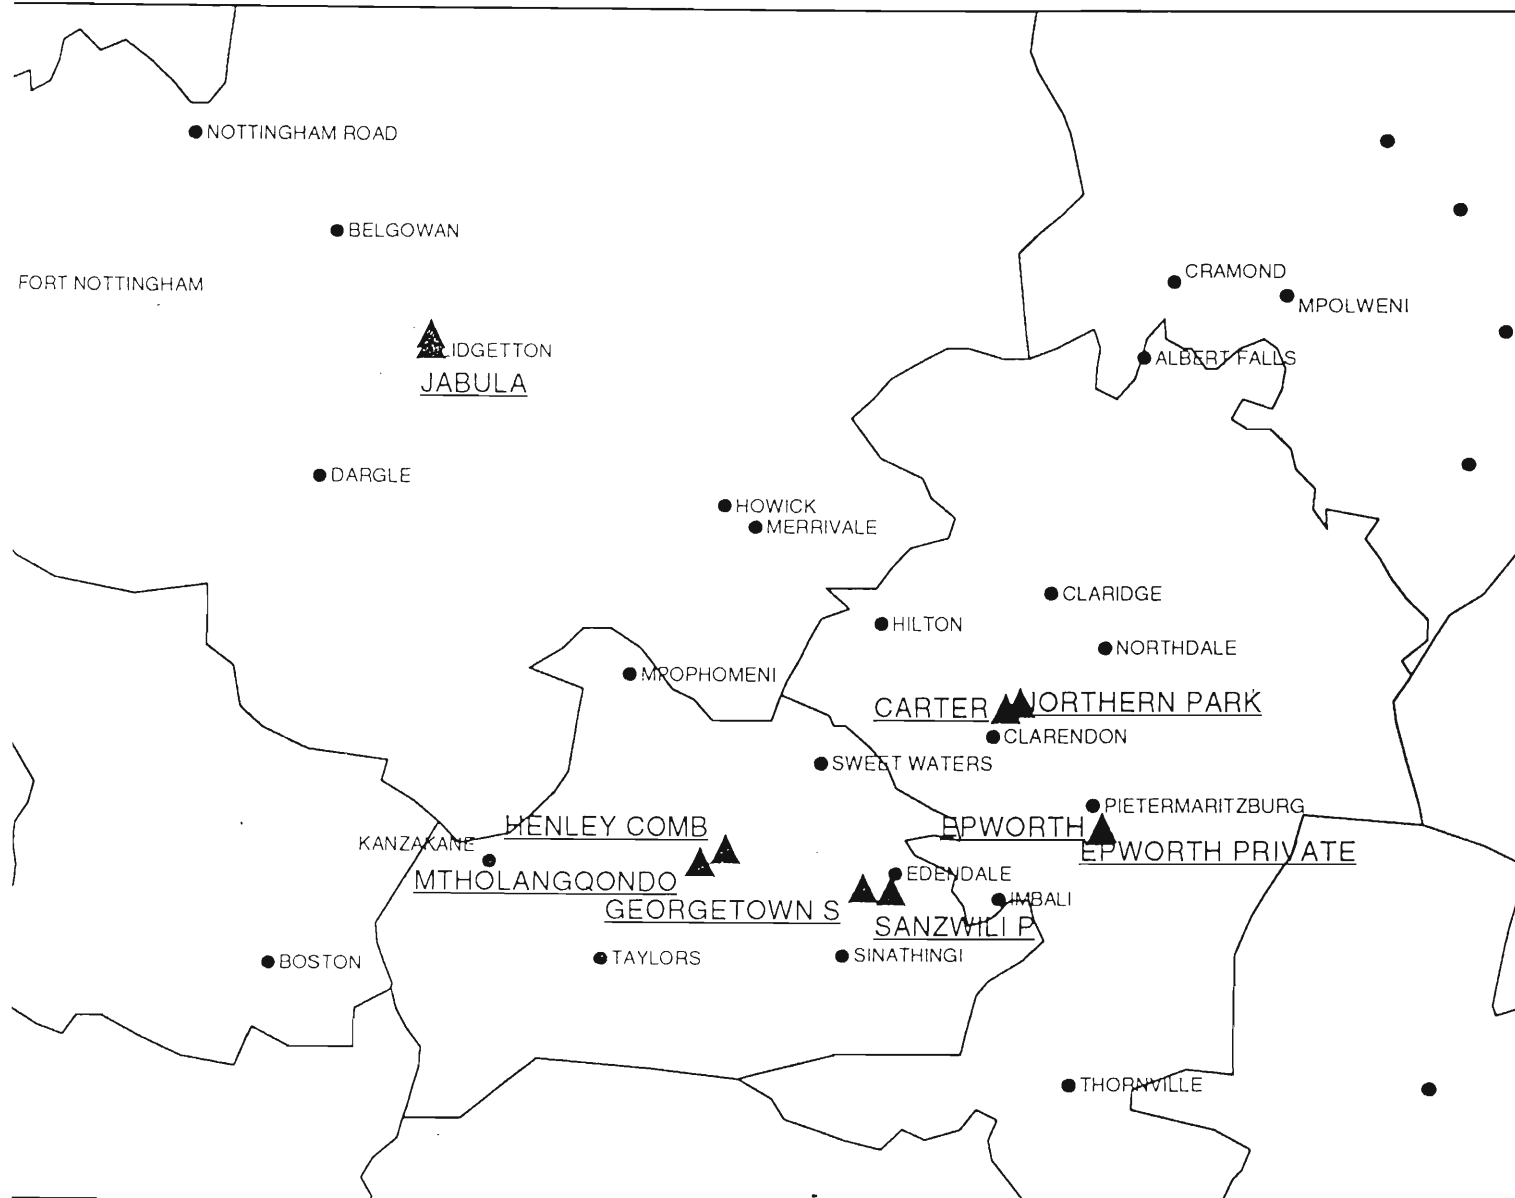 NOTTINGHAM ROAD
BELGOWAN
FORT NOTTINGHAM
CRAMOND
MPOLWENI
LIDGETTON
ALBERT FALLS
JABULA
DARGLE
HOWICK
MERRIVALE
CLARIDGE
HILTON
NORTHDALE
MPOPHOMENI
CARTER
NORTHERN PARK
CLARENDON
SWEET WATERS
PIETERMARITZBURG
HENLEY COMB
EPWORTH
KANZAKANE
EPWORTH PRIVATE
EDENDALE
MTHOLANGQONDO
IMBALI
GEORGETOWN S
SANZWILI P
SINATHINGI
TAYLORS
BOSTON
THORNVILLE